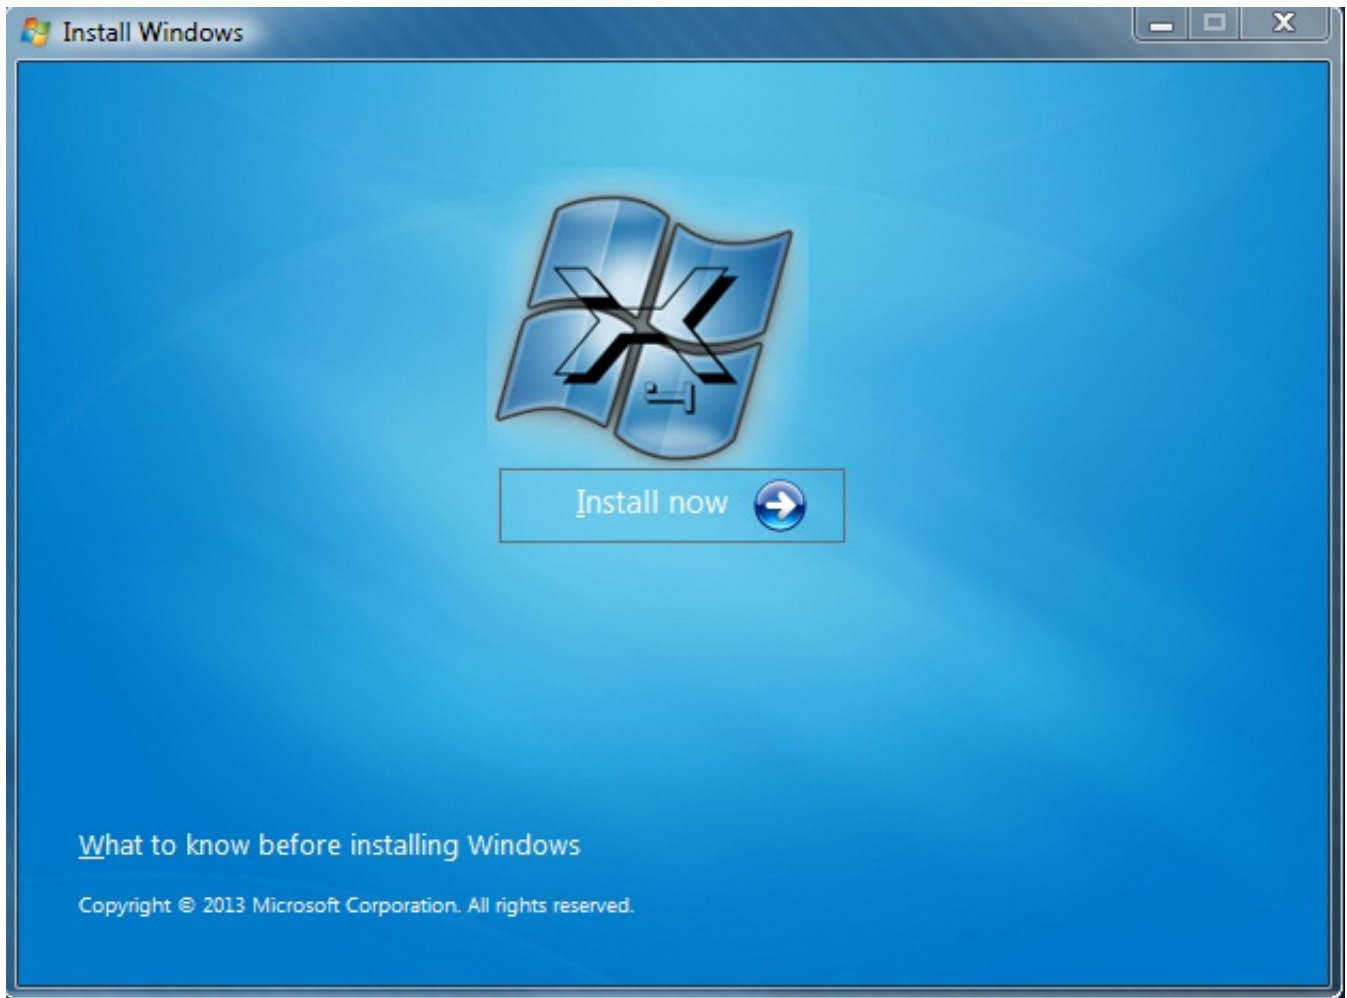 Install Windows
X
Install now
What to know before installing Windows
Copyright © 2013 Microsoft Corporation. All rights reserved.